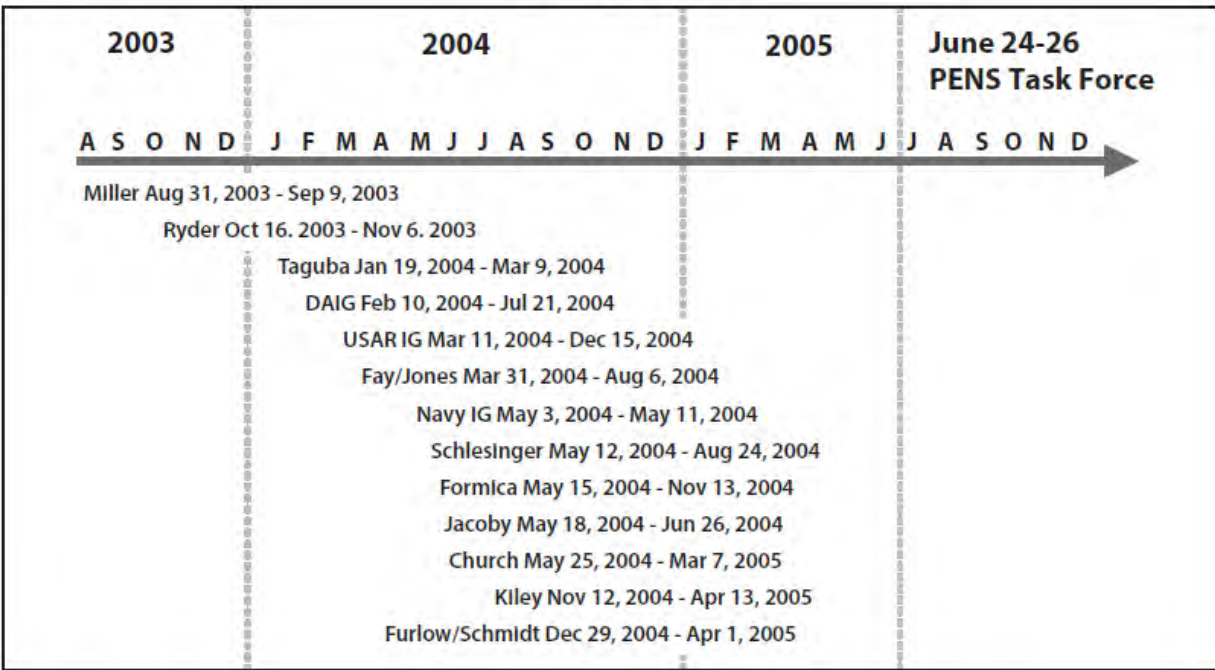 2003 2004 2005 June 24-26
PENS Task Force
A S O N D J F M A M J J A S O N D J F M A M J J A S O N D
Miller Aug 31, 2003 - Sep 9, 2003
Ryder Oct 16. 2003 - Nov 6. 2003
Taguba Jan 19, 2004 - Mar 9, 2004
DAIG Feb 10, 2004 - Jul 21, 2004
USAR IG Mar 11, 2004 - Dec 15, 2004
Fay/Jones Mar 31, 2004 - Aug 6, 2004
Navy IG May 3, 2004 - May 11, 2004
Schlesinger May 12, 2004 - Aug 24, 2004
Formica May 15, 2004 - Nov 13, 2004
Jacoby May 18, 2004 - Jun 26, 2004
Church May 25, 2004 - Mar 7, 2005
Kiley Nov 12, 2004 - Apr 13, 2005
Furlow/Schmidt Dec 29, 2004 - Apr 1, 2005